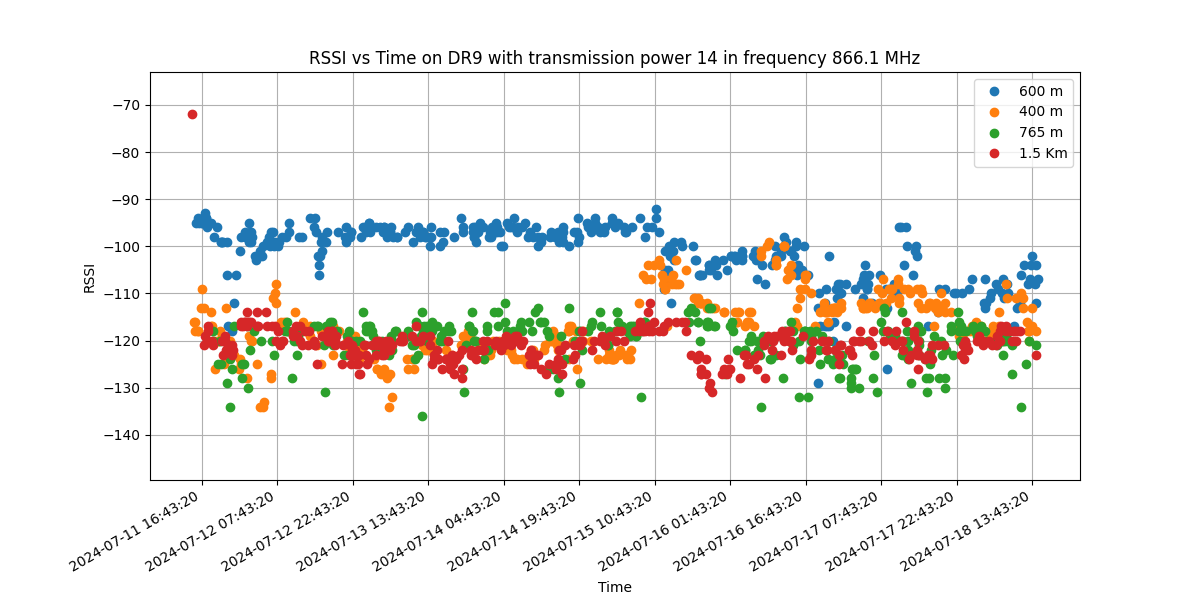 RSSI vs Time on DR9 with transmission power 14 in frequency 866.1 MHz
600 m
400 m
765 m
1.5 Km
RSSI
−70
−80
−90
−100
−110
−120
−130
−140
2024-07-11 16:43:20
2024-07-12 07:43:20
2024-07-12 22:43:20
2024-07-13 13:43:20
2024-07-14 04:43:20
2024-07-14 19:43:20
2024-07-15 10:43:20
2024-07-16 01:43:20
2024-07-16 16:43:20
2024-07-17 07:43:20
2024-07-17 22:43:20
2024-07-18 13:43:20
Time